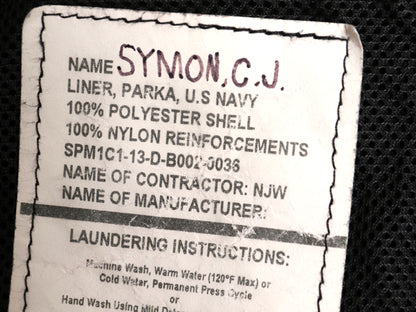 NAME SYMON, C.J.
LINER, PARKA, U.S NAVY
100% POLYESTER SHELL
100% NYLON REINFORCEMENTS
SPM1C1-13-D-B002-0036
NAME OF CONTRACTOR: NJW
NAME OF MANUFACTURER:
LAUNDERING INSTRUCTIONS:
Machine Wash, Warm Water (120°F Max) or
Cold Water, Permanent Press Cycle
or
Hand Wash Using Mild